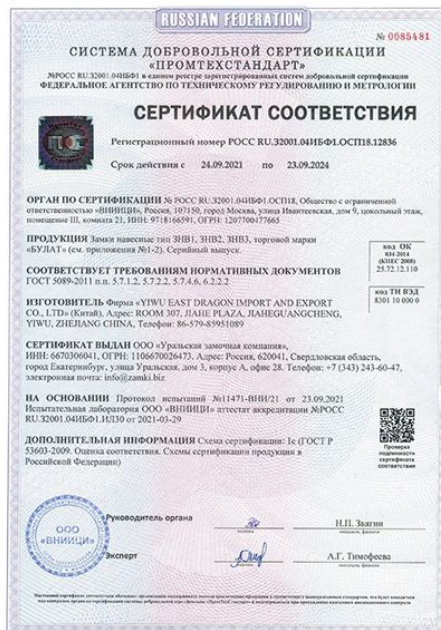 RUSSIAN FEDERATION
№ 0085481
СИСТЕМА ДОБРОВОЛЬНОЙ СЕРТИФИКАЦИИ
«ПРОМТЕХСТАНДАРТ»
№РОСС RU.32001.04ИБФ1 в едином реестре зарегистрированных систем добровольной сертификации
ФЕДЕРАЛЬНОЕ АГЕНТСТВО ПО ТЕХНИЧЕСКОМУ РЕГУЛИРОВАНИЮ И МЕТРОЛОГИИ
СЕРТИФИКАТ СООТВЕТСТВИЯ
Регистрационный номер РОСС RU.32001.04ИБФ1.ОСП18.12836
Срок действия с 24.09.2021 по 23.09.2024
ОРГАН ПО СЕРТИФИКАЦИИ № РОСС RU.32001.04ИБФ1.ОСП18, Общество с ограниченной
ответственностью «ВНИИЦИ», Россия, 107150, город Москва, улица Ивантеевская, дом 9, цокольный этаж,
помещение III, комната 21, ИНН: 9718166591, ОГРН: 1207700477665
ПРОДУКЦИЯ Замки навесные тип ЗНВ1, ЗНВ2, ЗНВ3, торговой марки
«БУЛАТ» (см. приложения №1-2). Серийный выпуск.
код ОК
034-2014
(КПЕС 2008)
25.72.12.110
СООТВЕТСТВУЕТ ТРЕБОВАНИЯМ НОРМАТИВНЫХ ДОКУМЕНТОВ
ГОСТ 5089-2011 п.п. 5.7.1.2, 5.7.2.2, 5.7.4.6, 6.2.2.2
код ТН ВЭД
8301 10 000 0
ИЗГОТОВИТЕЛЬ Фирма «YIWU EAST DRAGON IMPORT AND EXPORT
CO., LTD» (Китай), Адрес: ROOM 307, JIAHE PLAZA, JIAHEGUANGCHENG,
YIWU, ZHEJIANG CHINA, Телефон: 86-579-85951089
СЕРТИФИКАТ ВЫДАН ООО «Уральская замочная компания»,
ИНН: 6670306041, ОГРН: 1106670026473. Адрес: Россия, 620041, Свердловская область,
город Екатеринбург, улица Уральская, дом 3, корпус А, офис 28. Телефон: +7 (343) 243-60-47,
электронная почта: info@zamki.biz
НА ОСНОВАНИИ Протокол испытаний №11471-ВНИ/21 от 23.09.2021
Испытательная лаборатория ООО «ВНИИЦИ» аттестат аккредитации №РОСС
RU.32001.04ИБФ1.ИЛ30 от 2021-03-29
ДОПОЛНИТЕЛЬНАЯ ИНФОРМАЦИЯ Схема сертификации: 1с (ГОСТ Р
53603-2009. Оценка соответствия. Схемы сертификации продукции в
Российской Федерации)
Проверка
подлинности
сертификата
соответствия
Руководитель органа
Н.П. Звягин
ООО
«ВНИИЦИ»
Эксперт
А.Г. Тимофеева